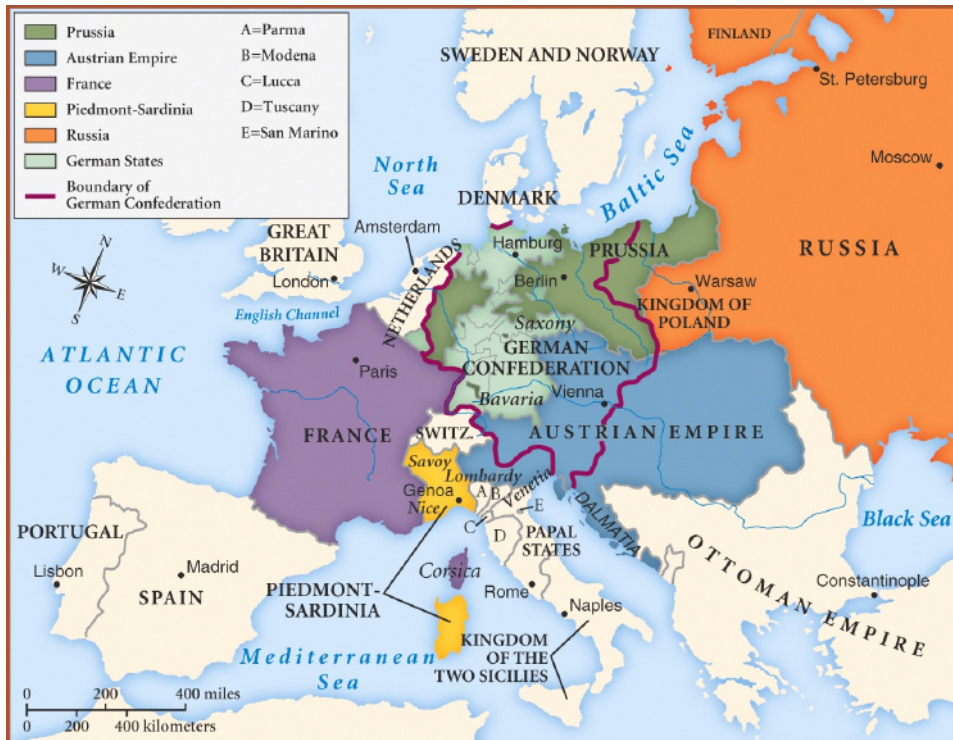 Prussia
Austrian Empire
France
Piedmont-Sardinia
Russia
German States
Boundary of
German Confederation
A=Parma
B=Modena
C=Lucca
D=Tuscany
E=San Marino
SWEDEN AND NORWAY
FINLAND
St. Petersburg
Moscow
North
Sea
Baltic Sea
DENMARK
RUSSIA
GREAT
BRITAIN
London
Amsterdam
NETHERLANDS
Hamburg
PRUSSIA
Berlin
Warsaw
KINGDOM OF
POLAND
N
W
E
S
English Channel
ATLANTIC
OCEAN
Paris
Saxony
GERMAN
CONFEDERATION
Bavaria
Vienna
FRANCE
SWITZ.
AUSTRIAN EMPIRE
Savoy
Lombardy
Venetia
Genoa
Nice
A
B
C
D
E
DALMATIA
PAPAL
STATES
Black Sea
PORTUGAL
Lisbon
Madrid
SPAIN
PIEDMONT-
SARDINIA
Corsica
Rome
Naples
OTTOMAN EMPIRE
Constantinople
KINGDOM
OF THE
TWO SICILIES
Mediterranean
Sea
0 200 400 miles
0 200 400 kilometers